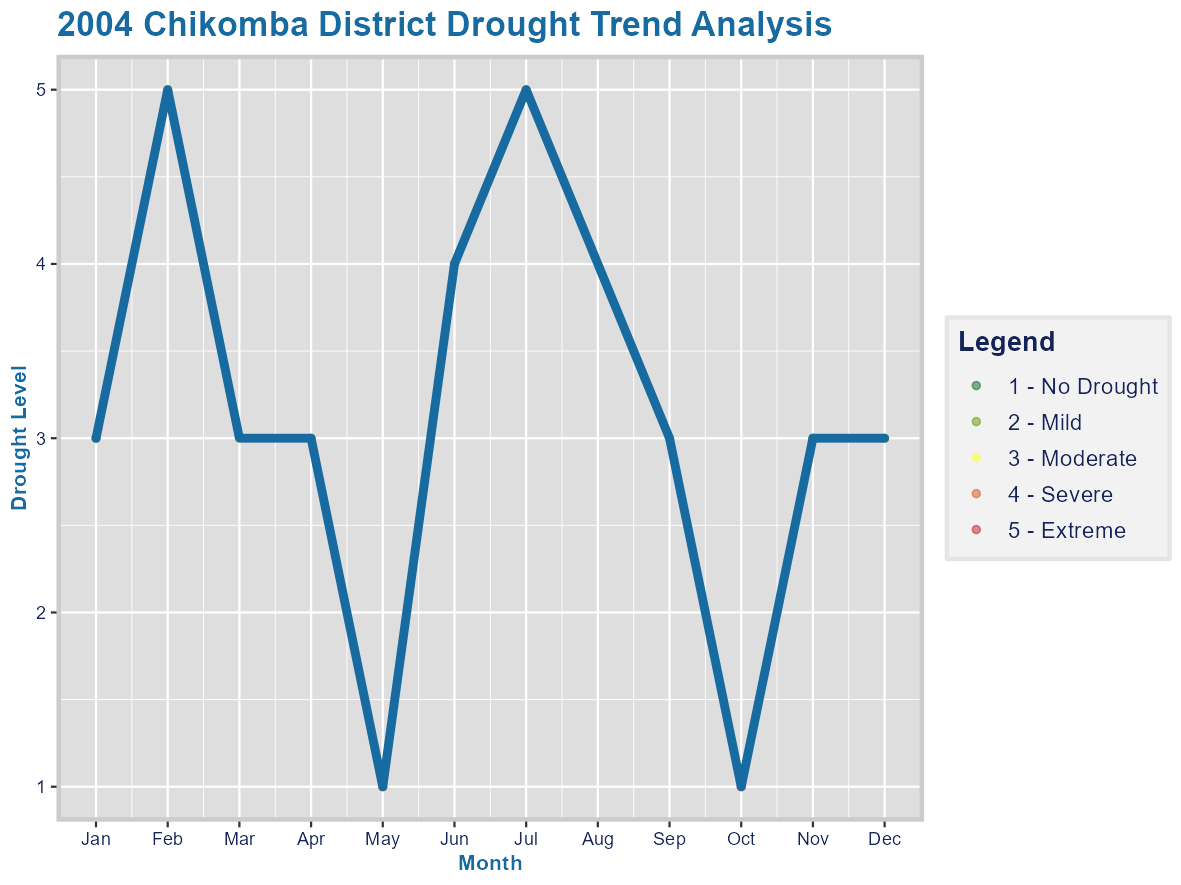 2004 Chikomba District Drought Trend Analysis
Drought Level
5
4
3
2
1
Jan Feb Mar Apr May Jun Jul Aug Sep Oct Nov Dec
Month
Legend
1 - No Drought
2 - Mild
3 - Moderate
4 - Severe
5 - Extreme